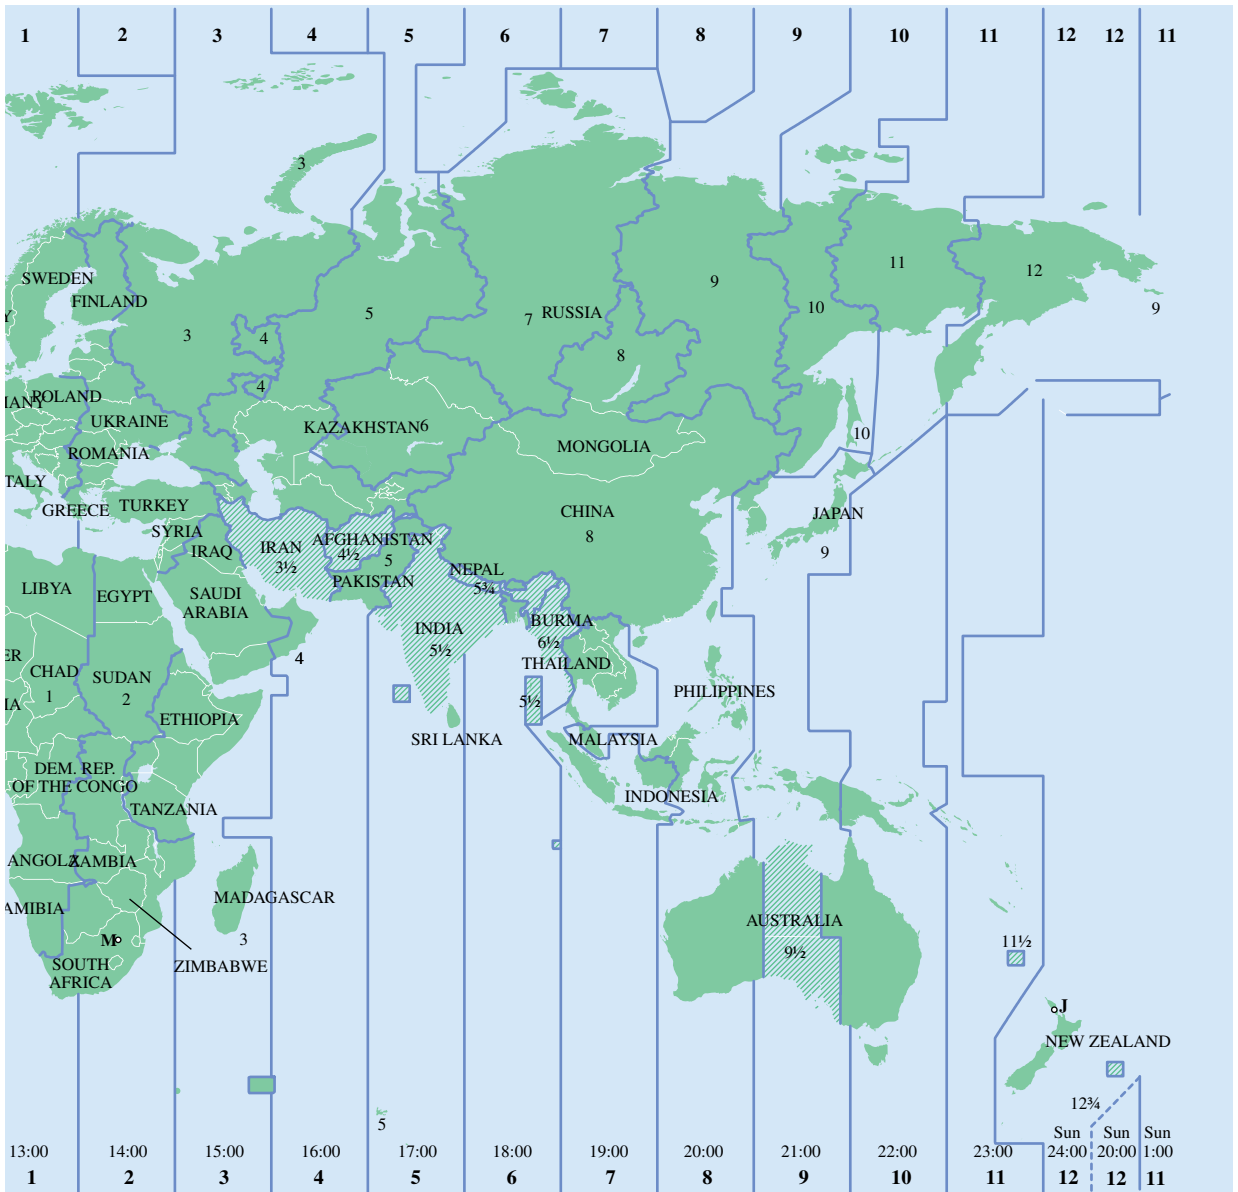 1 2 3 4 5 6 7 8 9 10 11 12 12 11
3
SWEDEN
FINLAND
Y
3
4
5
7
RUSSIA
8
9
10
11
12
9
4
MANY
POLAND
UKRAINE
ROMANIA
KAZAKHSTAN 6
MONGOLIA
10
ITALY
GREECE
TURKEY
SYRIA
IRAQ
IRAN
3½
AFGHANISTAN
4½
5
PAKISTAN
CHINA
8
JAPAN
9
NEPAL
5¾
LIBYA
EGYPT
SAUDI
ARABIA
INDIA
5½
BURMA
6½
THAILAND
4
ER
CHAD
1
SUDAN
2
ETHIOPIA
IA
5½
PHILIPPINES
SRI LANKA
MALAYSIA
DEM. REP.
OF THE CONGO
TANZANIA
INDONESIA
ANGOLA
ZAMBIA
AMIBIA
MADAGASCAR
3
AUSTRALIA
9½
M
ZIMBABWE
SOUTH
AFRICA
11½
J
NEW ZEALAND
12¾
5
Sun Sun Sun
13:00 14:00 15:00 16:00 17:00 18:00 19:00 20:00 21:00 22:00 23:00 24:00 20:00 1:00
1 2 3 4 5 6 7 8 9 10 11 12 12 11